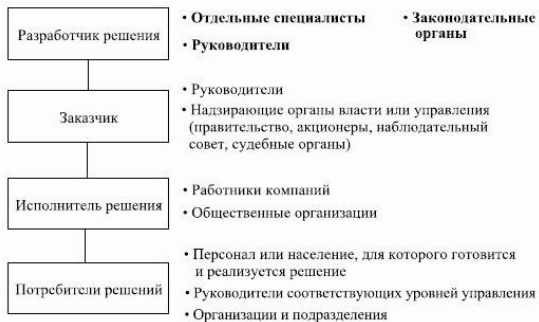 Разработчик решения
• Отдельные специалисты
• Законодательные
органы
• Руководители
Заказчик
• Руководители
• Надзирающие органы власти или управления
(правительство, акционеры, наблюдательный
совет, судебные органы)
Исполнитель решения
• Работники компаний
• Общественные организации
Потребители решений
• Персонал или население, для которого готовится
и реализуется решение
• Руководители соответствующих уровней управления
• Организации и подразделения